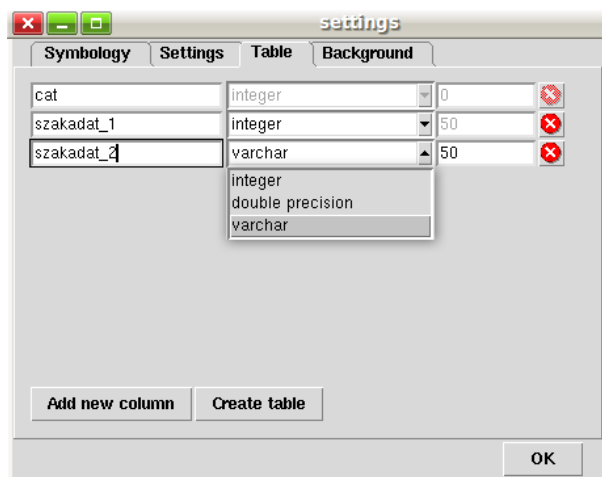 settings
Symbology Settings Table Background
cat integer 0
szakadat_1 integer 50
szakadat_2 varchar 50
integer
double precision
varchar
Add new column Create table
OK